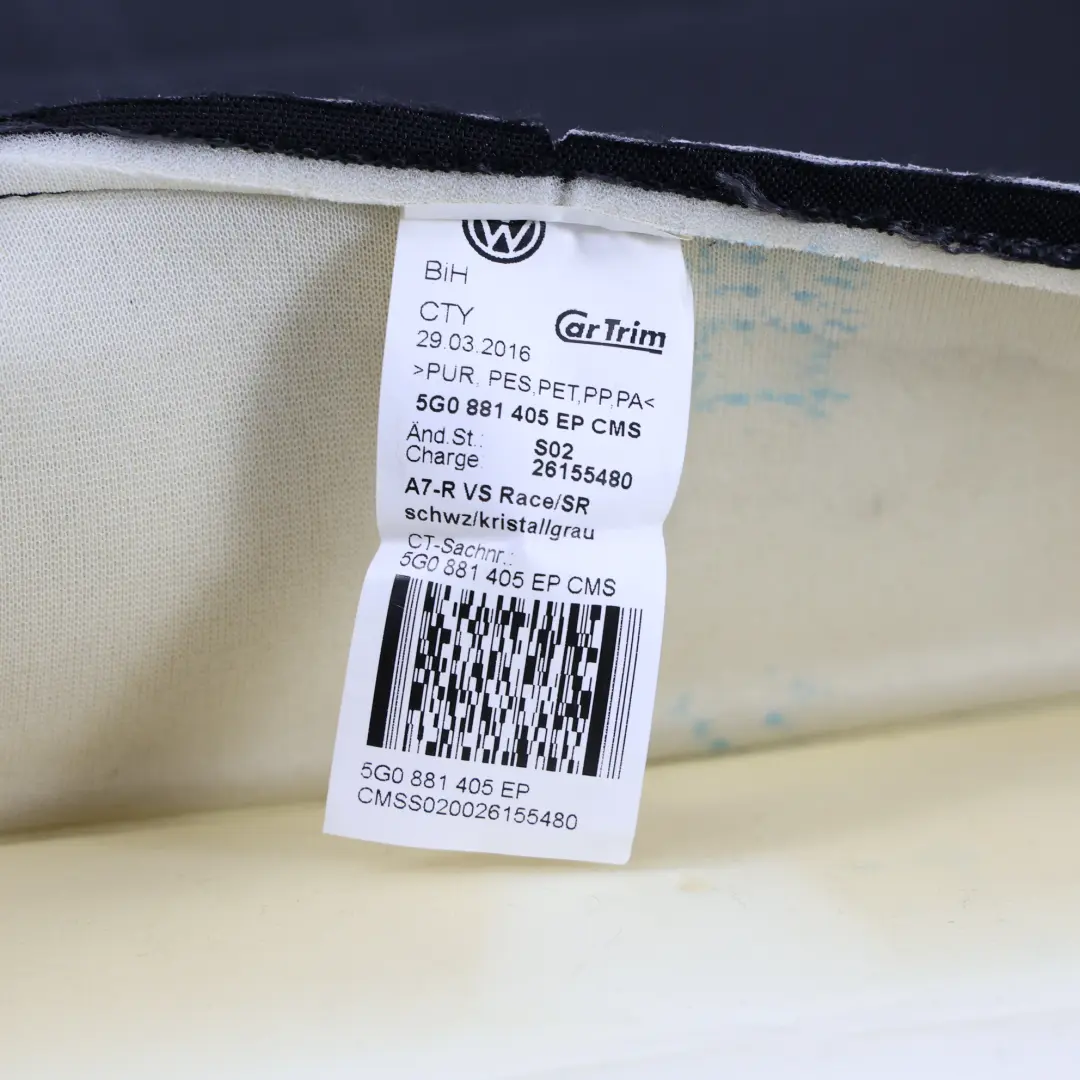 VW
BiH
CTY
CarTrim
29.03.2016
>PUR, PES,PET,PP,PA<
5G0 881 405 EP CMS
Änd.St.: S02
Charge: 26155480
A7-R VS Race/SR
schwz/kristallgrau
CT-Sachnr.:
5G0 881 405 EP CMS
5G0 881 405 EP
CMSS020026155480